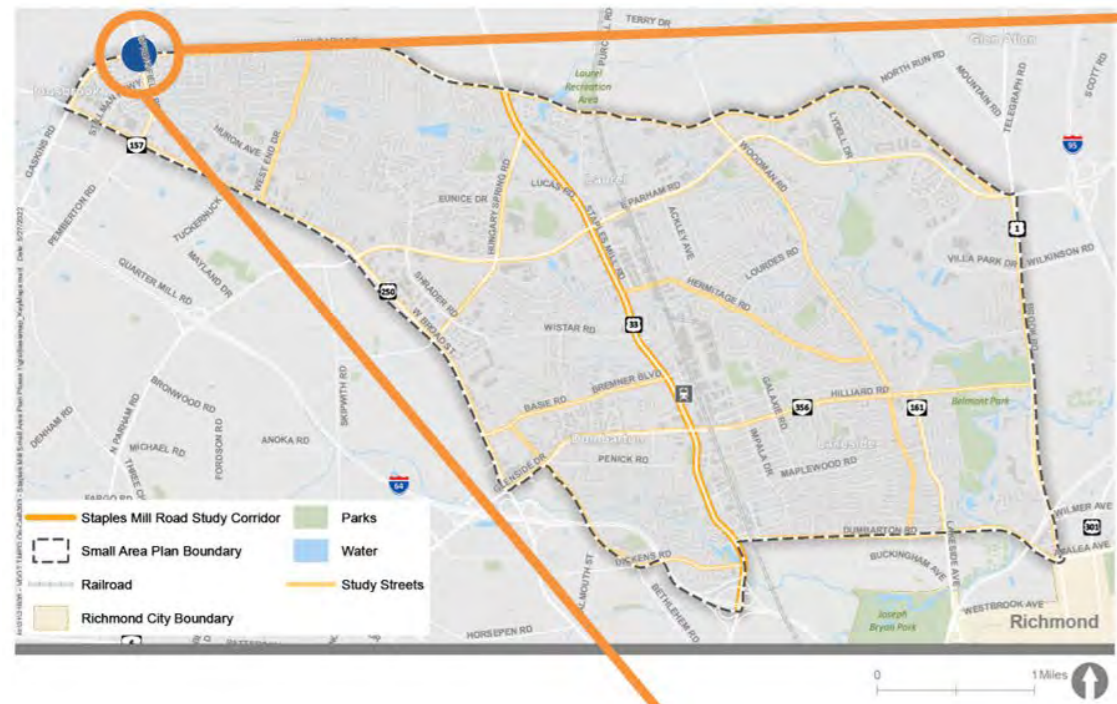 TERRY DR
PURCELL RD
Glen Allen
NORTH RUN RD
MOUNTAIN RD
TELEGRAPH RD
SCOTT RD
95
Laurel
Recreation
Area
GASKINS RD
157
HURON AVE
WEST END DR
PEMBERTON RD
TUCKERNUCK
MAYLAND DR
QUARTER MILL RD
EUNICE DR
HUNGARY SPRING RD
LUCAS RD
Laurel
STAPLES MILL RD
E PARHAM RD
ACKLEY AVE
WOODMAN RD
LYDELL DR
LOURDES RD
HERMITAGE RD
1
VILLA PARK DR
WILKINSON RD
BROOK RD
250
SHRADER RD
W BROAD ST
WISTAR RD
33
BREMNER BLVD
BASIE RD
BRONWOOD RD
DENHAM RD
N PARHAM RD
MICHAEL RD
FORDSON RD
ANOKA RD
SKIPWITH RD
64
Dumbarton
GLENSIDE DR
PENICK RD
GALAXIE RD
IMPALA DR
356
HILLIARD RD
161
Belmont Park
Lakeside
MAPLEWOOD RD
DUMBARTON RD
LAKESIDE AVE
BUCKINGHAM AVE
WILMER AVE
301
AZALEA AVE
WESTBROOK AVE
Joseph
Bryan Park
Richmond
DICKENS RD
BETHLEHEM RD
HORSEPEN RD
Staples Mill Road Study Corridor
Parks
Small Area Plan Boundary
Water
Railroad
Study Streets
Richmond City Boundary
0
1 Miles